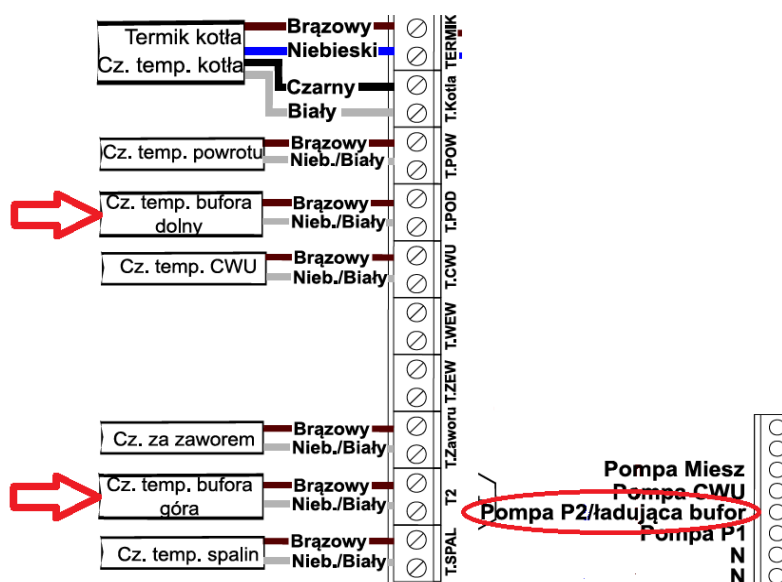 Termik kotła
Cz. temp. kotła
Brązowy
Niebieski
Czarny
Biały
TERMIK
T.Kotla
Cz. temp. powrotu
Brązowy
Nieb./Biały
T.POW
Cz. temp. bufora
dolny
Brązowy
Nieb./Biały
T.POD
Cz. temp. CWU
Brązowy
Nieb./Biały
T.CWU
T.WEW
T.ZEW
Cz. za zaworem
Brązowy
Nieb./Biały
T.Zaworu
Cz. temp. bufora
góra
Brązowy
Nieb./Biały
T2
Cz. temp. spalin
Brązowy
Nieb./Biały
T.SPAL
Pompa Miesz
Pompa CWU
Pompa P2/ładująca bufor
Pompa P1
N
N